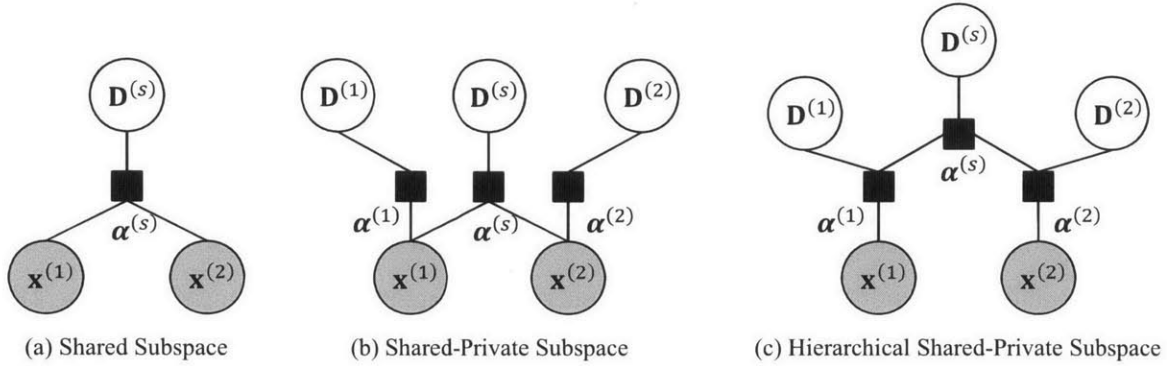 D^(s)
D^(1) D^(s) D^(2)
D^(s)
D^(1) D^(2)
α^(s)
α^(1) α^(s) α^(2)
α^(s)
α^(1) α^(2)
x^(1) x^(2)
x^(1) x^(2)
x^(1) x^(2)
(a) Shared Subspace
(b) Shared-Private Subspace
(c) Hierarchical Shared-Private Subspace